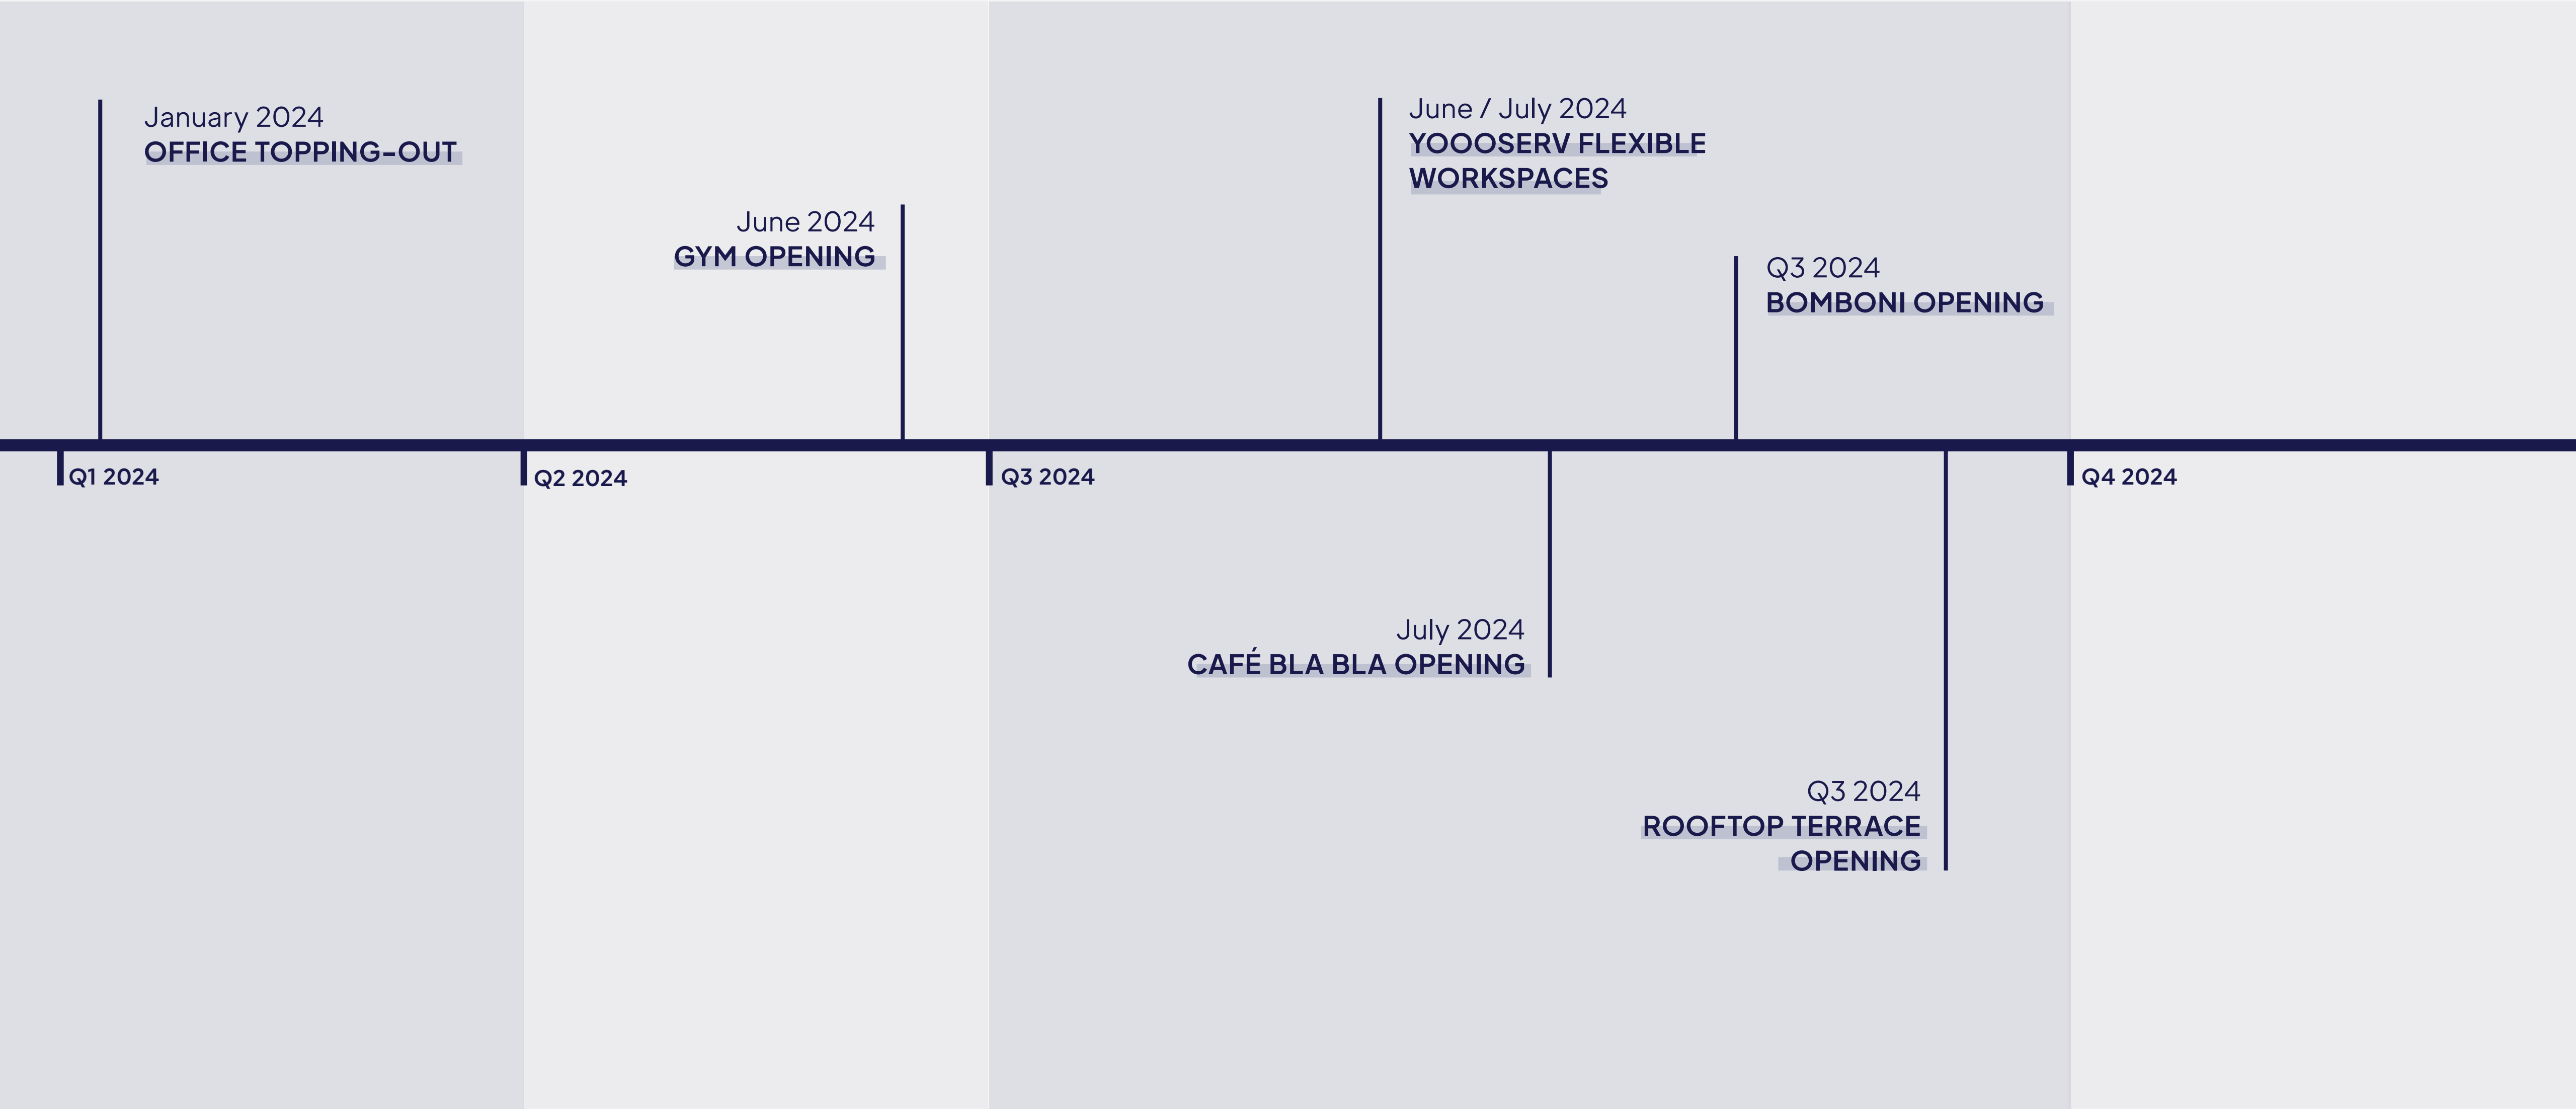 January 2024
OFFICE TOPPING-OUT
June 2024
GYM OPENING
June / July 2024
YOOOSERV FLEXIBLE
WORKSPACES
Q3 2024
BOMBONI OPENING
Q1 2024
Q2 2024
Q3 2024
Q4 2024
July 2024
CAFÉ BLA BLA OPENING
Q3 2024
ROOFTOP TERRACE
OPENING